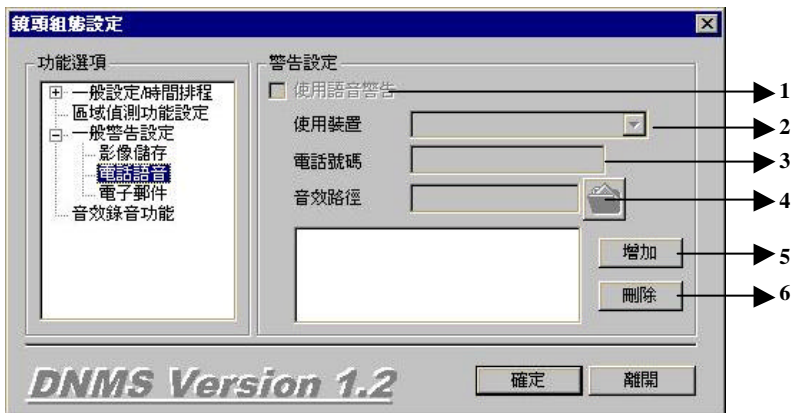 鏡頭組態設定
功能選項
一般設定/時間排程
區域偵測功能設定
一般警告設定
影像儲存
電話語音
電子郵件
音效錄音功能
警告設定
使用語音警告
1
使用裝置
2
電話號碼
3
音效路徑
4
增加
5
刪除
6
DNMS Version 1.2
確定
離開